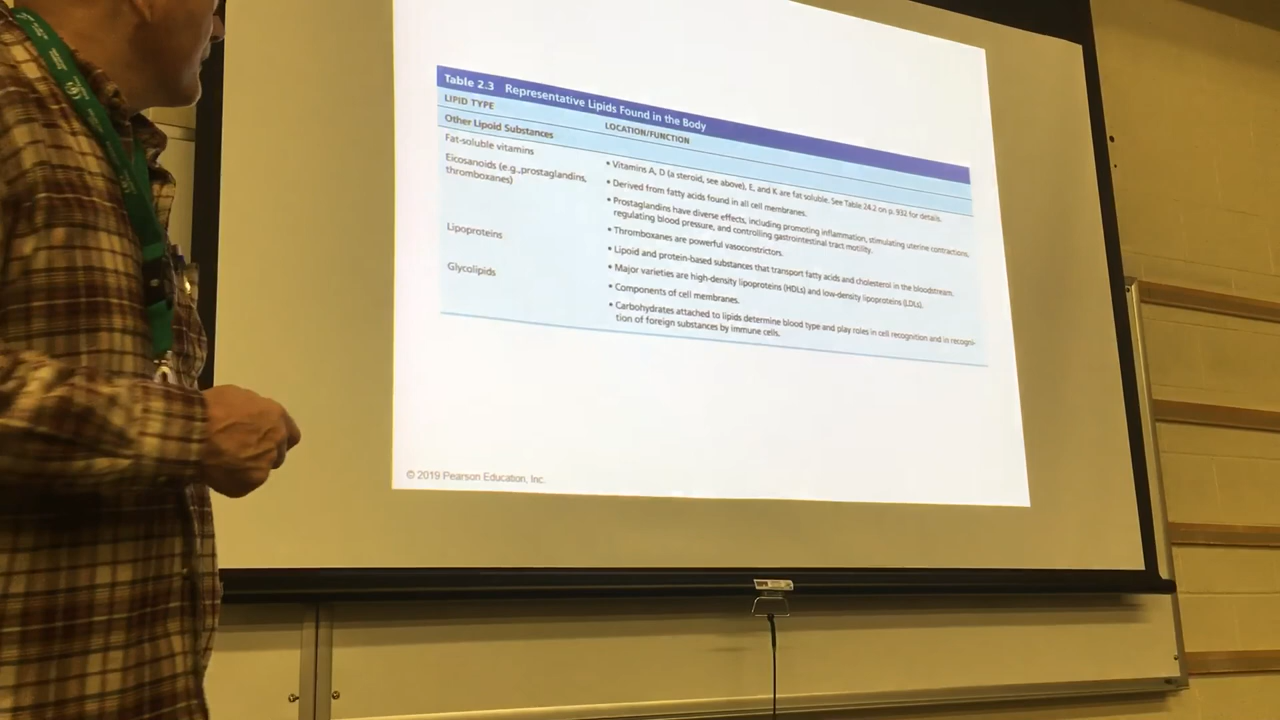 Table 2.3 Representative Lipids Found in the Body
LIPID TYPE
LOCATION/FUNCTION
Other Lipoid Substances
Fat-soluble vitamins
• Vitamins A, D (a steroid, see above), E, and K are fat soluble. See Table 24.2 on p. 932 for details.
Eicosanoids (e.g.,prostaglandins,
thromboxanes)
• Derived from fatty acids found in all cell membranes.
• Prostaglandins have diverse effects, including promoting inflammation, stimulating uterine contractions,
regulating blood pressure, and controlling gastrointestinal tract motility.
• Thromboxanes are powerful vasoconstrictors.
Lipoproteins
• Lipoid and protein-based substances that transport fatty acids and cholesterol in the bloodstream.
• Major varieties are high-density lipoproteins (HDLs) and low-density lipoproteins (LDLs).
Glycolipids
• Components of cell membranes.
• Carbohydrates attached to lipids determine blood type and play roles in cell recognition and in recogni-
tion of foreign substances by immune cells.
© 2019 Pearson Education, Inc.